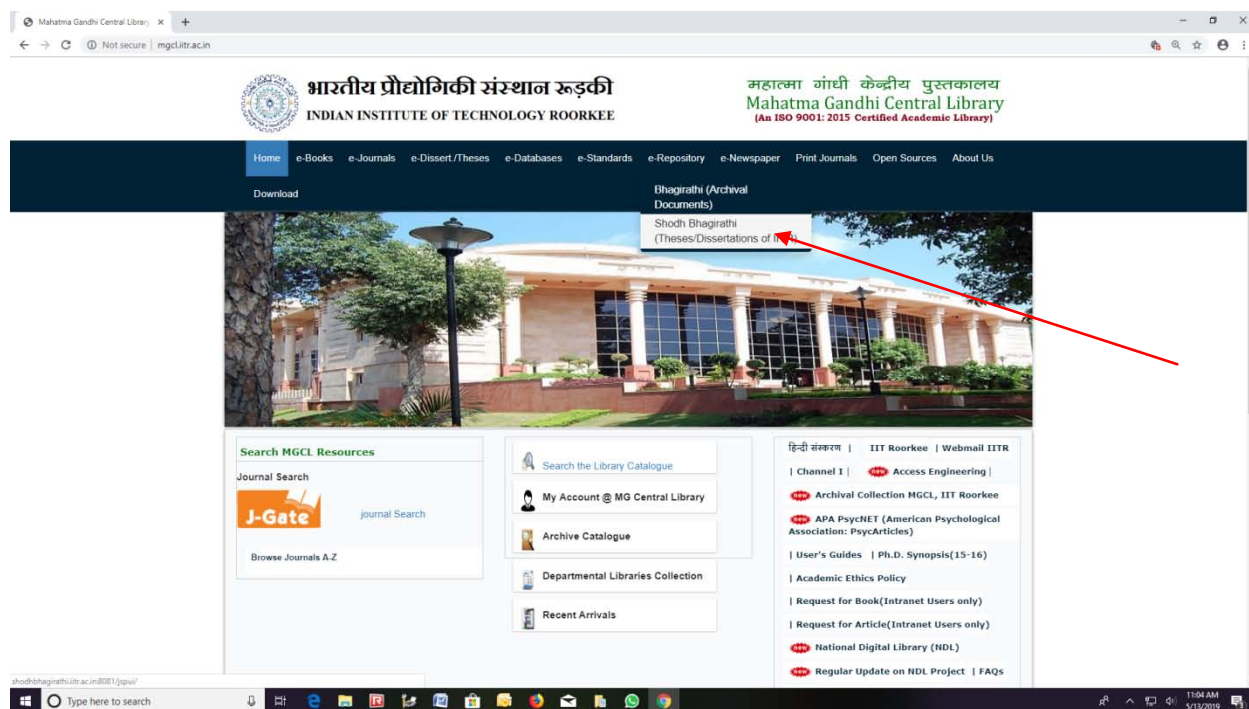 Mahatma Gandhi Central Library
Not secure | mgcl.iitr.ac.in
भारतीय प्रौद्योगिकी संस्थान रूड़की
INDIAN INSTITUTE OF TECHNOLOGY ROORKEE
महात्मा गांधी केन्द्रीय पुस्तकालय
Mahatma Gandhi Central Library
(An ISO 9001: 2015 Certified Academic Library)
Home e-Books e-Journals e-Dissert./Theses e-Databases e-Standards e-Repository e-Newspaper Print Journals Open Sources About Us
Download
Bhagirathi (Archival
Documents)
Shodh Bhagirathi
(Theses/Dissertations of
Search MGCL Resources
Journal Search
J-Gate
journal Search
Browse Journals A-Z
Search the Library Catalogue
My Account @ MG Central Library
Archive Catalogue
Departmental Libraries Collection
Recent Arrivals
हिन्दी संस्करण | IIT Roorkee | Webmail IITR
| Channel I | new Access Engineering |
new Archival Collection MGCL, IIT Roorkee
new APA PsycNET (American Psychological
Association: PsycArticles)
| User's Guides | Ph.D. Synopsis(15-16)
| Academic Ethics Policy
| Request for Book(Intranet Users only)
| Request for Article(Intranet Users only)
new National Digital Library (NDL)
new Regular Update on NDL Project | FAQs
shodhbhagirathi.iitr.ac.in:8081/jspui/
Type here to search
11:04 AM
5/13/2019